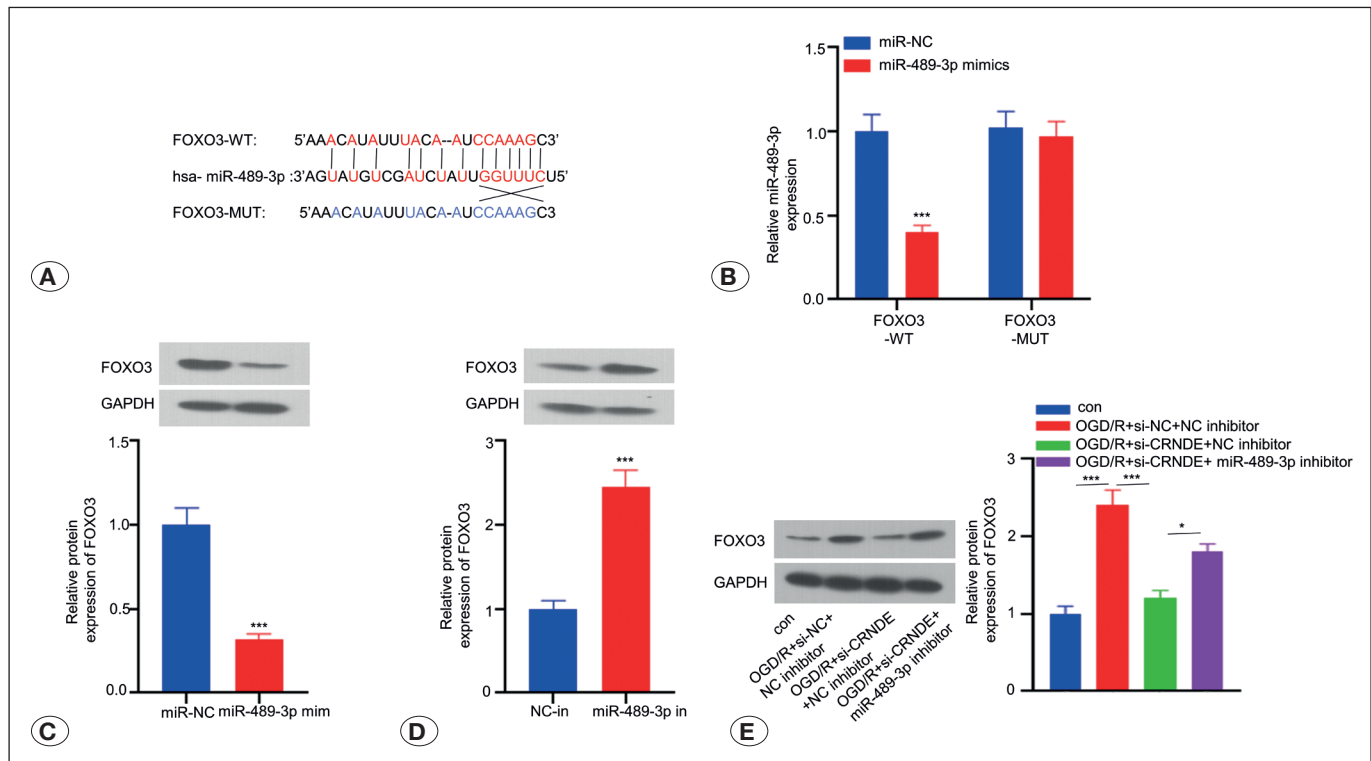 FOXO3-WT: 5'AAACAUAUUUACA--AUCCAAAGC3'
hsa- miR-489-3p :3'AGUAUGUCGAUCUAUUGGUUUCU5'
FOXO3-MUT: 5'AAACAUAUUUACA-AUCCAAAGC3
A
miR-NC
miR-489-3p mimics
Relative miR-489-3p
expression
1.5
1.0
0.5
0.0
***
FOXO3
-WT
FOXO3
-MUT
B
FOXO3
GAPDH
Relative protein
expression of FOXO3
1.5
1.0
0.5
0.0
***
miR-NC miR-489-3p mim
C
FOXO3
GAPDH
Relative protein
expression of FOXO3
3
2
1
0
***
NC-in miR-489-3p in
D
FOXO3
GAPDH
con
OGD/R+si-NC+
NC inhibitor
OGD/R+si-CRNDE
+NC inhibitor
OGD/R+si-CRNDE+
miR-489-3p inhibitor
con
OGD/R+si-NC+NC inhibitor
OGD/R+si-CRNDE+NC inhibitor
OGD/R+si-CRNDE+ miR-489-3p inhibitor
Relative protein
expression of FOXO3
3
2
1
0
*** ***
*
E